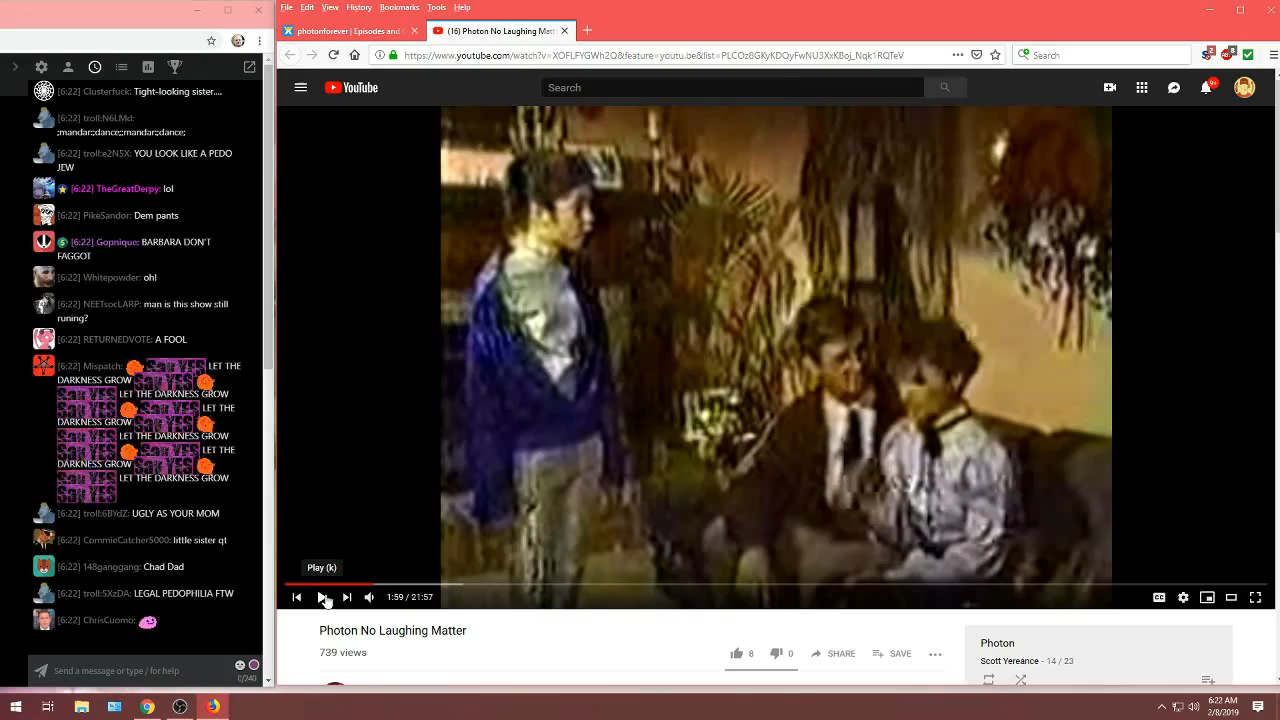 File Edit View History Bookmarks Tools Help
photonforever | Episodes and
(16) Photon No Laughing Matter
https://www.youtube.com/watch?v=XOFLFYGWh2Q&feature=youtu.be&list=PLCOz8GKyKDQyFwNU3XxKBoj_Nqk1RQTeV
Search
YouTube
Search
9+
[6:22] Clusterfuck: Tight-looking sister....
[6:22] troll:N6LMd:
;mandar;;dance;;mandar;;dance;
[6:22] troll:e2N5X: YOU LOOK LIKE A PEDO
JEW
[6:22] TheGreatDerpy: lol
[6:22] PikeSandor: Dem pants
[6:22] Gopnique: BARBARA DON'T
FAGGOT
[6:22] Whitepowder: oh!
[6:22] NEETsocLARP: man is this show still
runing?
[6:22] RETURNEDVOTE: A FOOL
[6:22] Mispatch: LET THE
DARKNESS GROW
LET THE DARKNESS GROW
LET THE
DARKNESS GROW
LET THE DARKNESS GROW
LET THE
DARKNESS GROW
LET THE DARKNESS GROW
[6:22] troll:6BYdZ: UGLY AS YOUR MOM
[6:22] CommieCatcher5000: little sister qt
[6:22] 148ganggang: Chad Dad
[6:22] troll:5XzDA: LEGAL PEDOPHILIA FTW
[6:22] ChrisCuomo:
Send a message or type / for help
0/240
Play (k)
1:59 / 21:57
Photon No Laughing Matter
739 views
8
0
SHARE
SAVE
Photon
Scott Yereance - 14 / 23
6:22 AM
2/8/2019